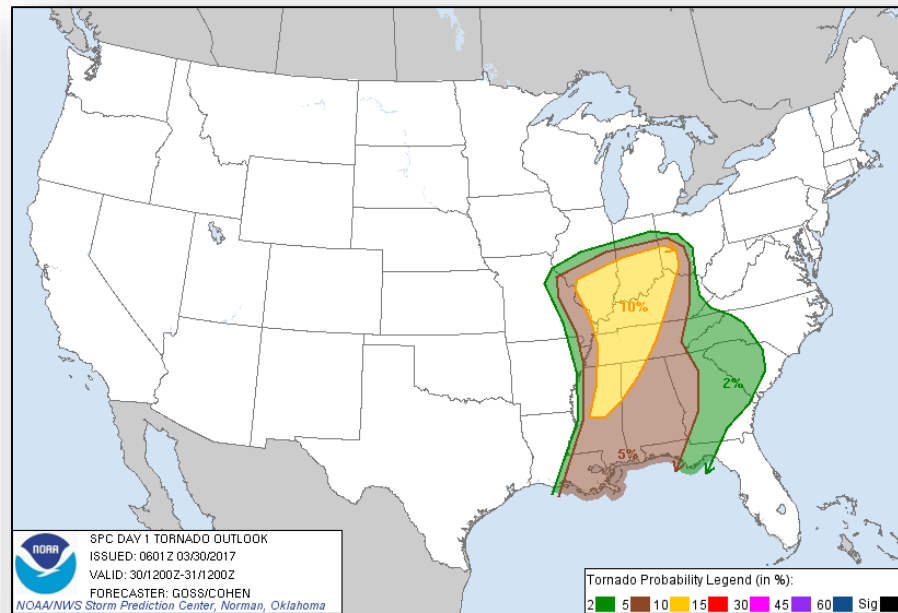 10%
2%
5%
NOAA
SPC DAY 1 TORNADO OUTLOOK
ISSUED: 0601Z 03/30/2017
VALID: 30/1200Z-31/1200Z
FORECASTER: GOSS/COHEN
NOAA/NWS Storm Prediction Center, Norman, Oklahoma
Tornado Probability Legend (in %):
2 5 10 15 30 45 60 Sig